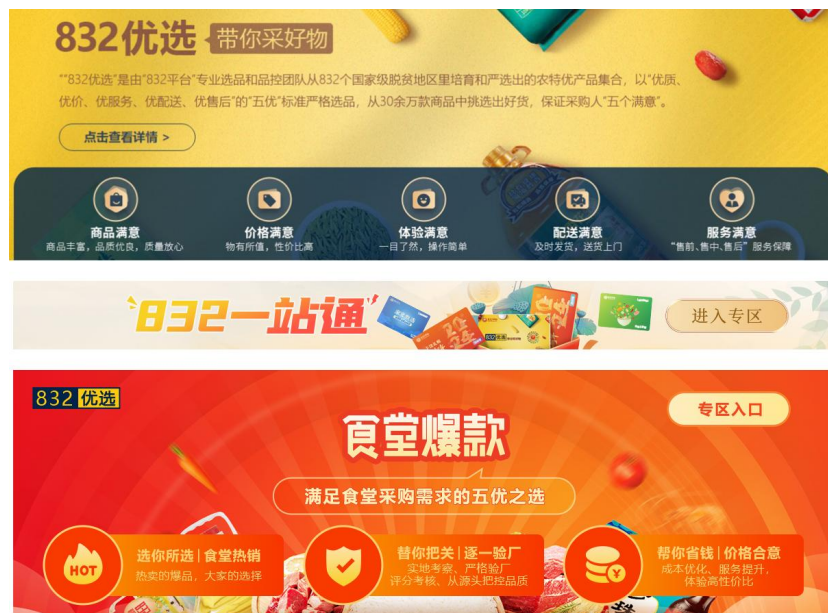 832优选 带你采好物
“"832优选"是由"832平台"专业选品和品控团队从832个国家级脱贫地区里培育和严选出的农特优产品集合，以"优质、
优价、优服务、优配送、优售后"的"五优"标准严格选品，从30余万款商品中挑选出好货，保证采购人"五个满意"。
点击查看详情 >
商品满意
商品丰富，品质优良，质量放心
价格满意
物有所值，性价比高
体验满意
一目了然，操作简单
配送满意
及时发货，送货上门
服务满意
"售前、售中、售后" 服务保障
832一站通
进入专区
832 优选
专区入口
食堂爆款
满足食堂采购需求的五优之选
HOT
选你所选|食堂热销
热卖的爆品，大家的选择
替你把关|逐一验厂
实地考察、严格验厂
评分考核、从源头把控品质
帮你省钱|价格合意
成本优化、服务提升，
体验高性价比